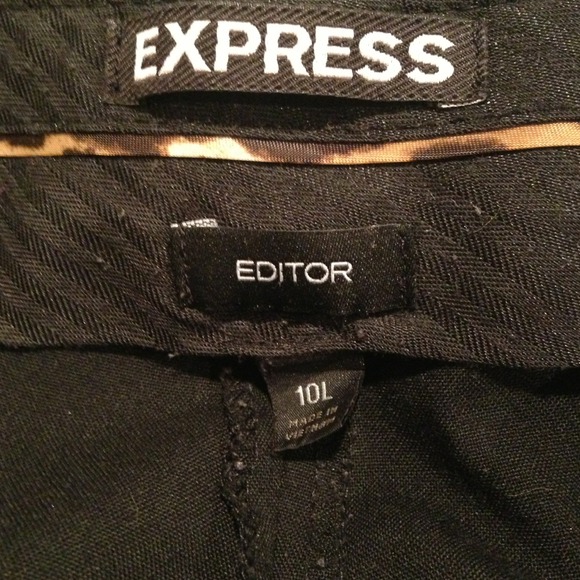 EXPRESS
EDITOR
10L
MADE IN
VIETNAM